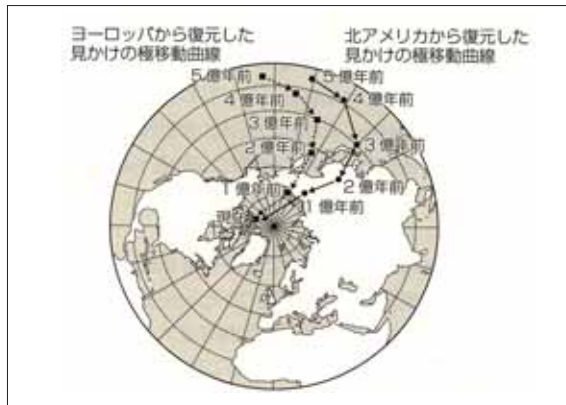 ヨーロッパから復元した
見かけの極移動曲線
北アメリカから復元した
見かけの極移動曲線
5億年前
5億年前
4億年前
4億年前
3億年前
3億年前
2億年前
2億年前
1億年前
1億年前
現在